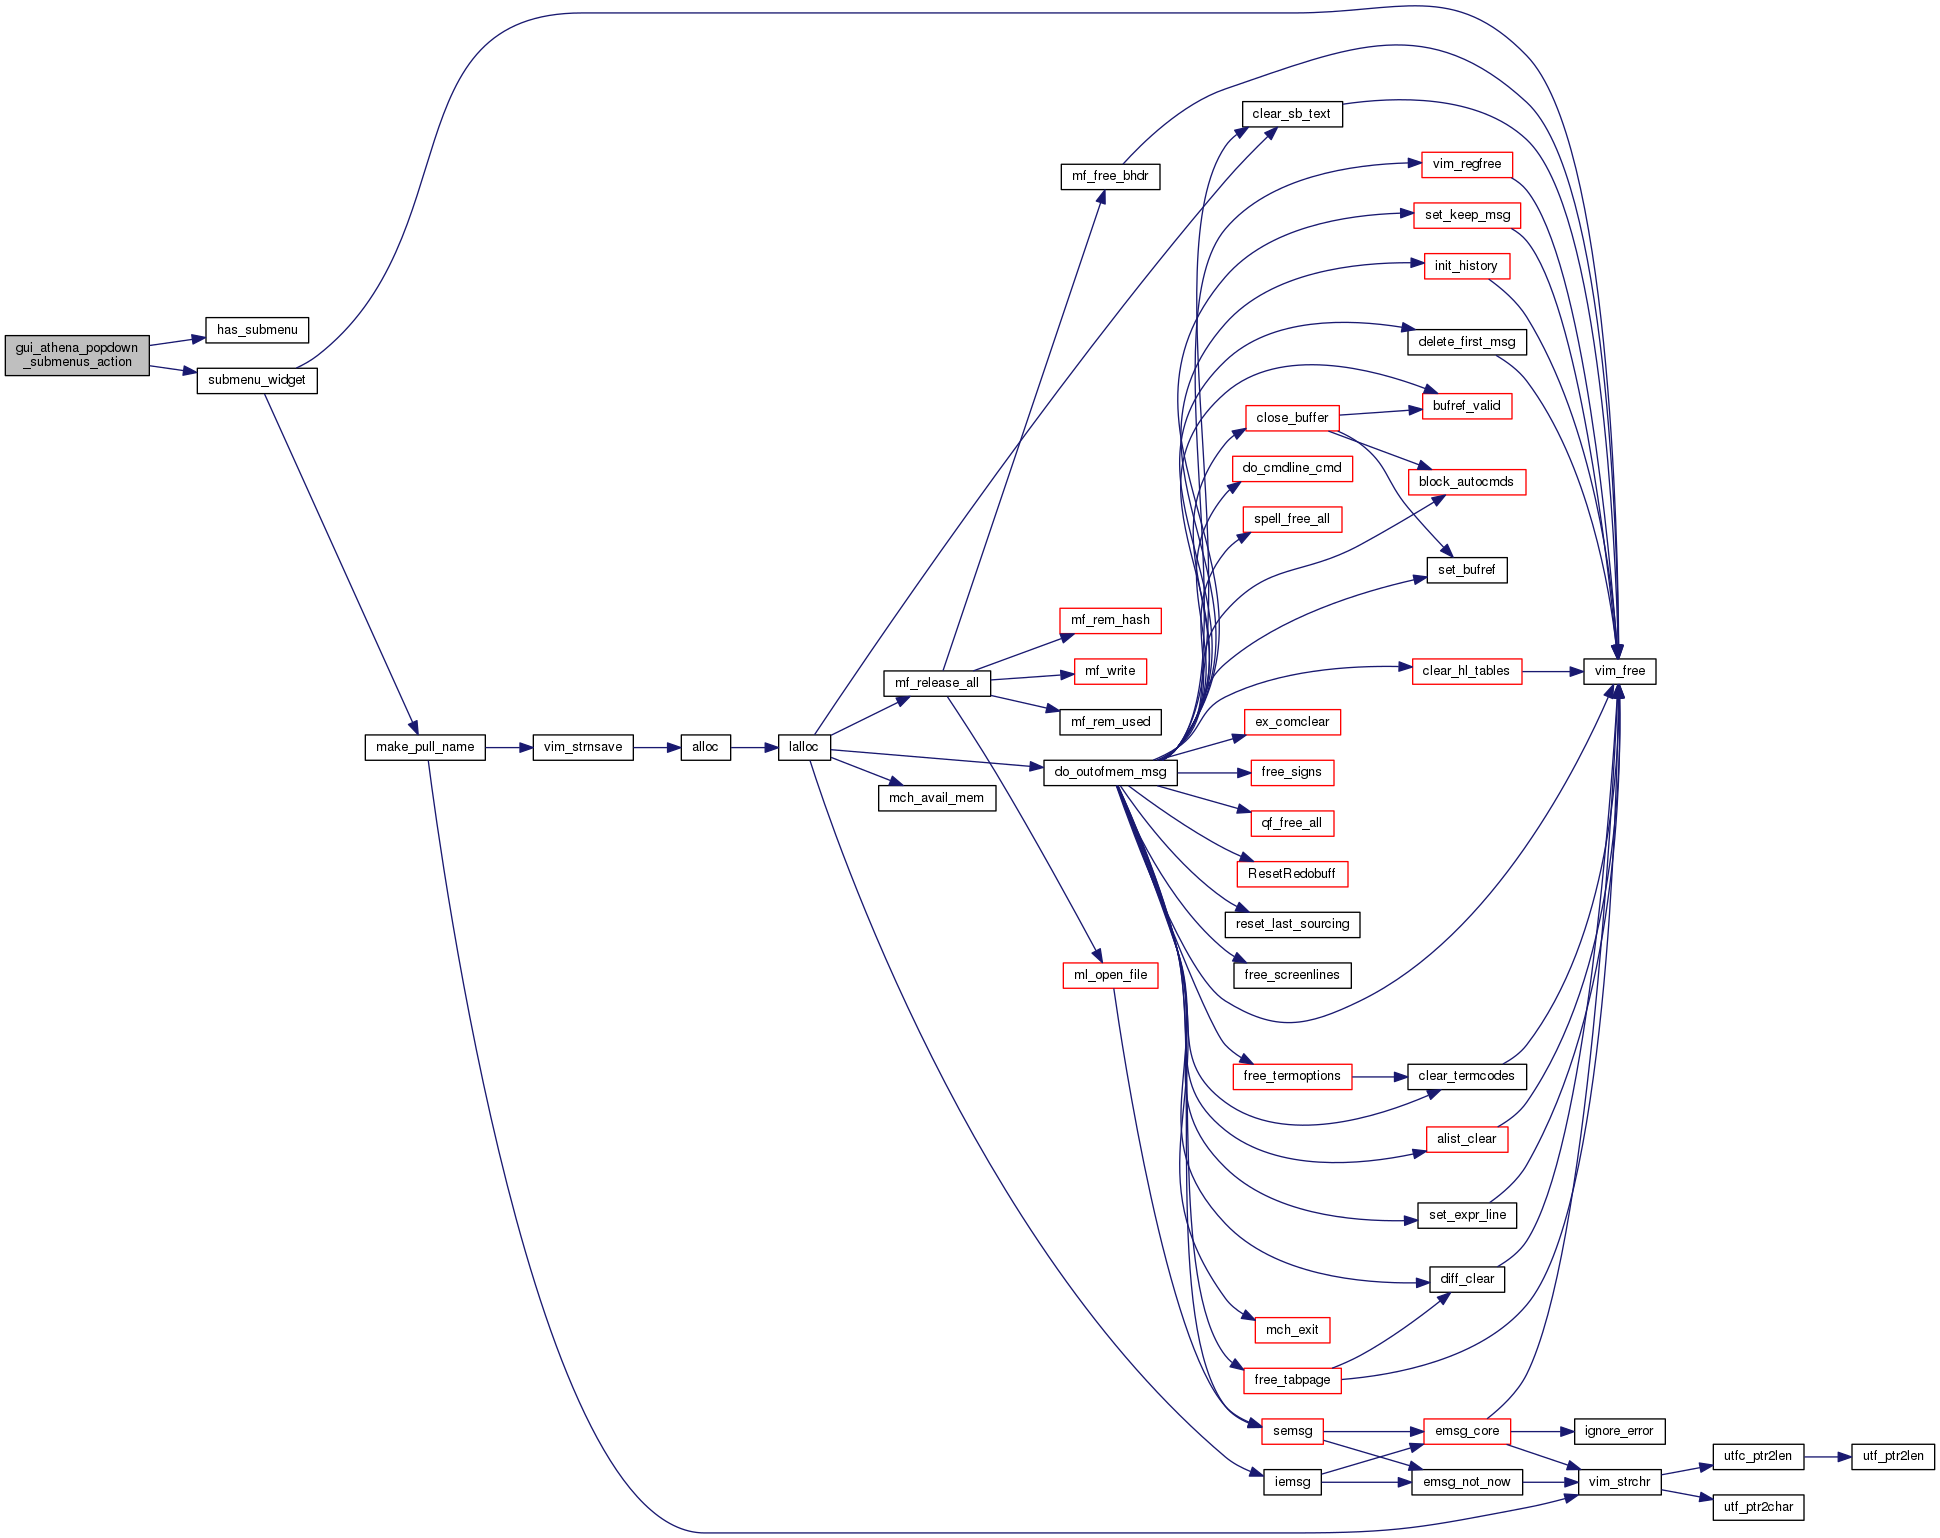 gui_athena_popdown
_submenus_action
has_submenu
submenu_widget
make_pull_name
vim_strnsave
alloc
lalloc
mf_release_all
mch_avail_mem
mf_free_bhdr
mf_rem_hash
mf_write
mf_rem_used
do_outofmem_msg
ml_open_file
clear_sb_text
close_buffer
do_cmdline_cmd
spell_free_all
ex_comclear
free_signs
qf_free_all
ResetRedobuff
reset_last_sourcing
free_screenlines
free_termoptions
mch_exit
free_tabpage
semsg
iemsg
vim_regfree
set_keep_msg
init_history
delete_first_msg
bufref_valid
block_autocmds
set_bufref
clear_hl_tables
clear_termcodes
alist_clear
set_expr_line
diff_clear
emsg_core
emsg_not_now
vim_free
ignore_error
vim_strchr
utfc_ptr2len
utf_ptr2char
utf_ptr2len